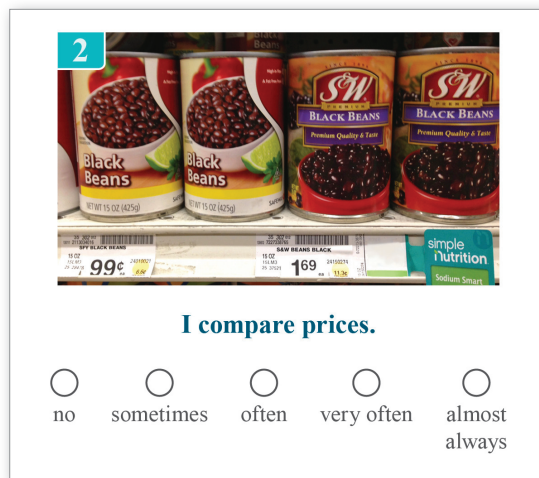 2
Black
Beans
NET WT 15 OZ (425g)
Black
Beans
NET WT 15 OZ (425g)
S&W
PREMIUM
BLACK BEANS
Premium Quality & Taste
S&W
PREMIUM
BLACK BEANS
Premium Quality & Taste
SFY BLACK BEANS
15 OZ
99¢
6.6¢
S&W BEANS BLACK
15 OZ
1.69
11.3¢
simple
nutrition
Sodium Smart
I compare prices.
no
sometimes
often
very often
almost
always